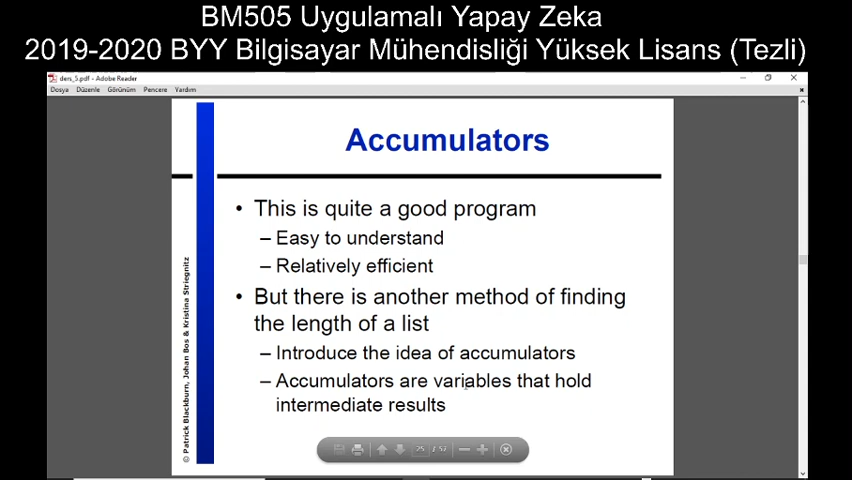 BM505 Uygulamalı Yapay Zeka
2019-2020 BYY Bilgisayar Mühendisliği Yüksek Lisans (Tezli)
ders_5.pdf - Adobe Reader
Dosya Düzenle Görünüm Pencere Yardım
Accumulators
• This is quite a good program
– Easy to understand
– Relatively efficient
• But there is another method of finding
the length of a list
– Introduce the idea of accumulators
– Accumulators are variables that hold
intermediate results
© Patrick Blackburn, Johan Bos & Kristina Striegnitz
25 / 57